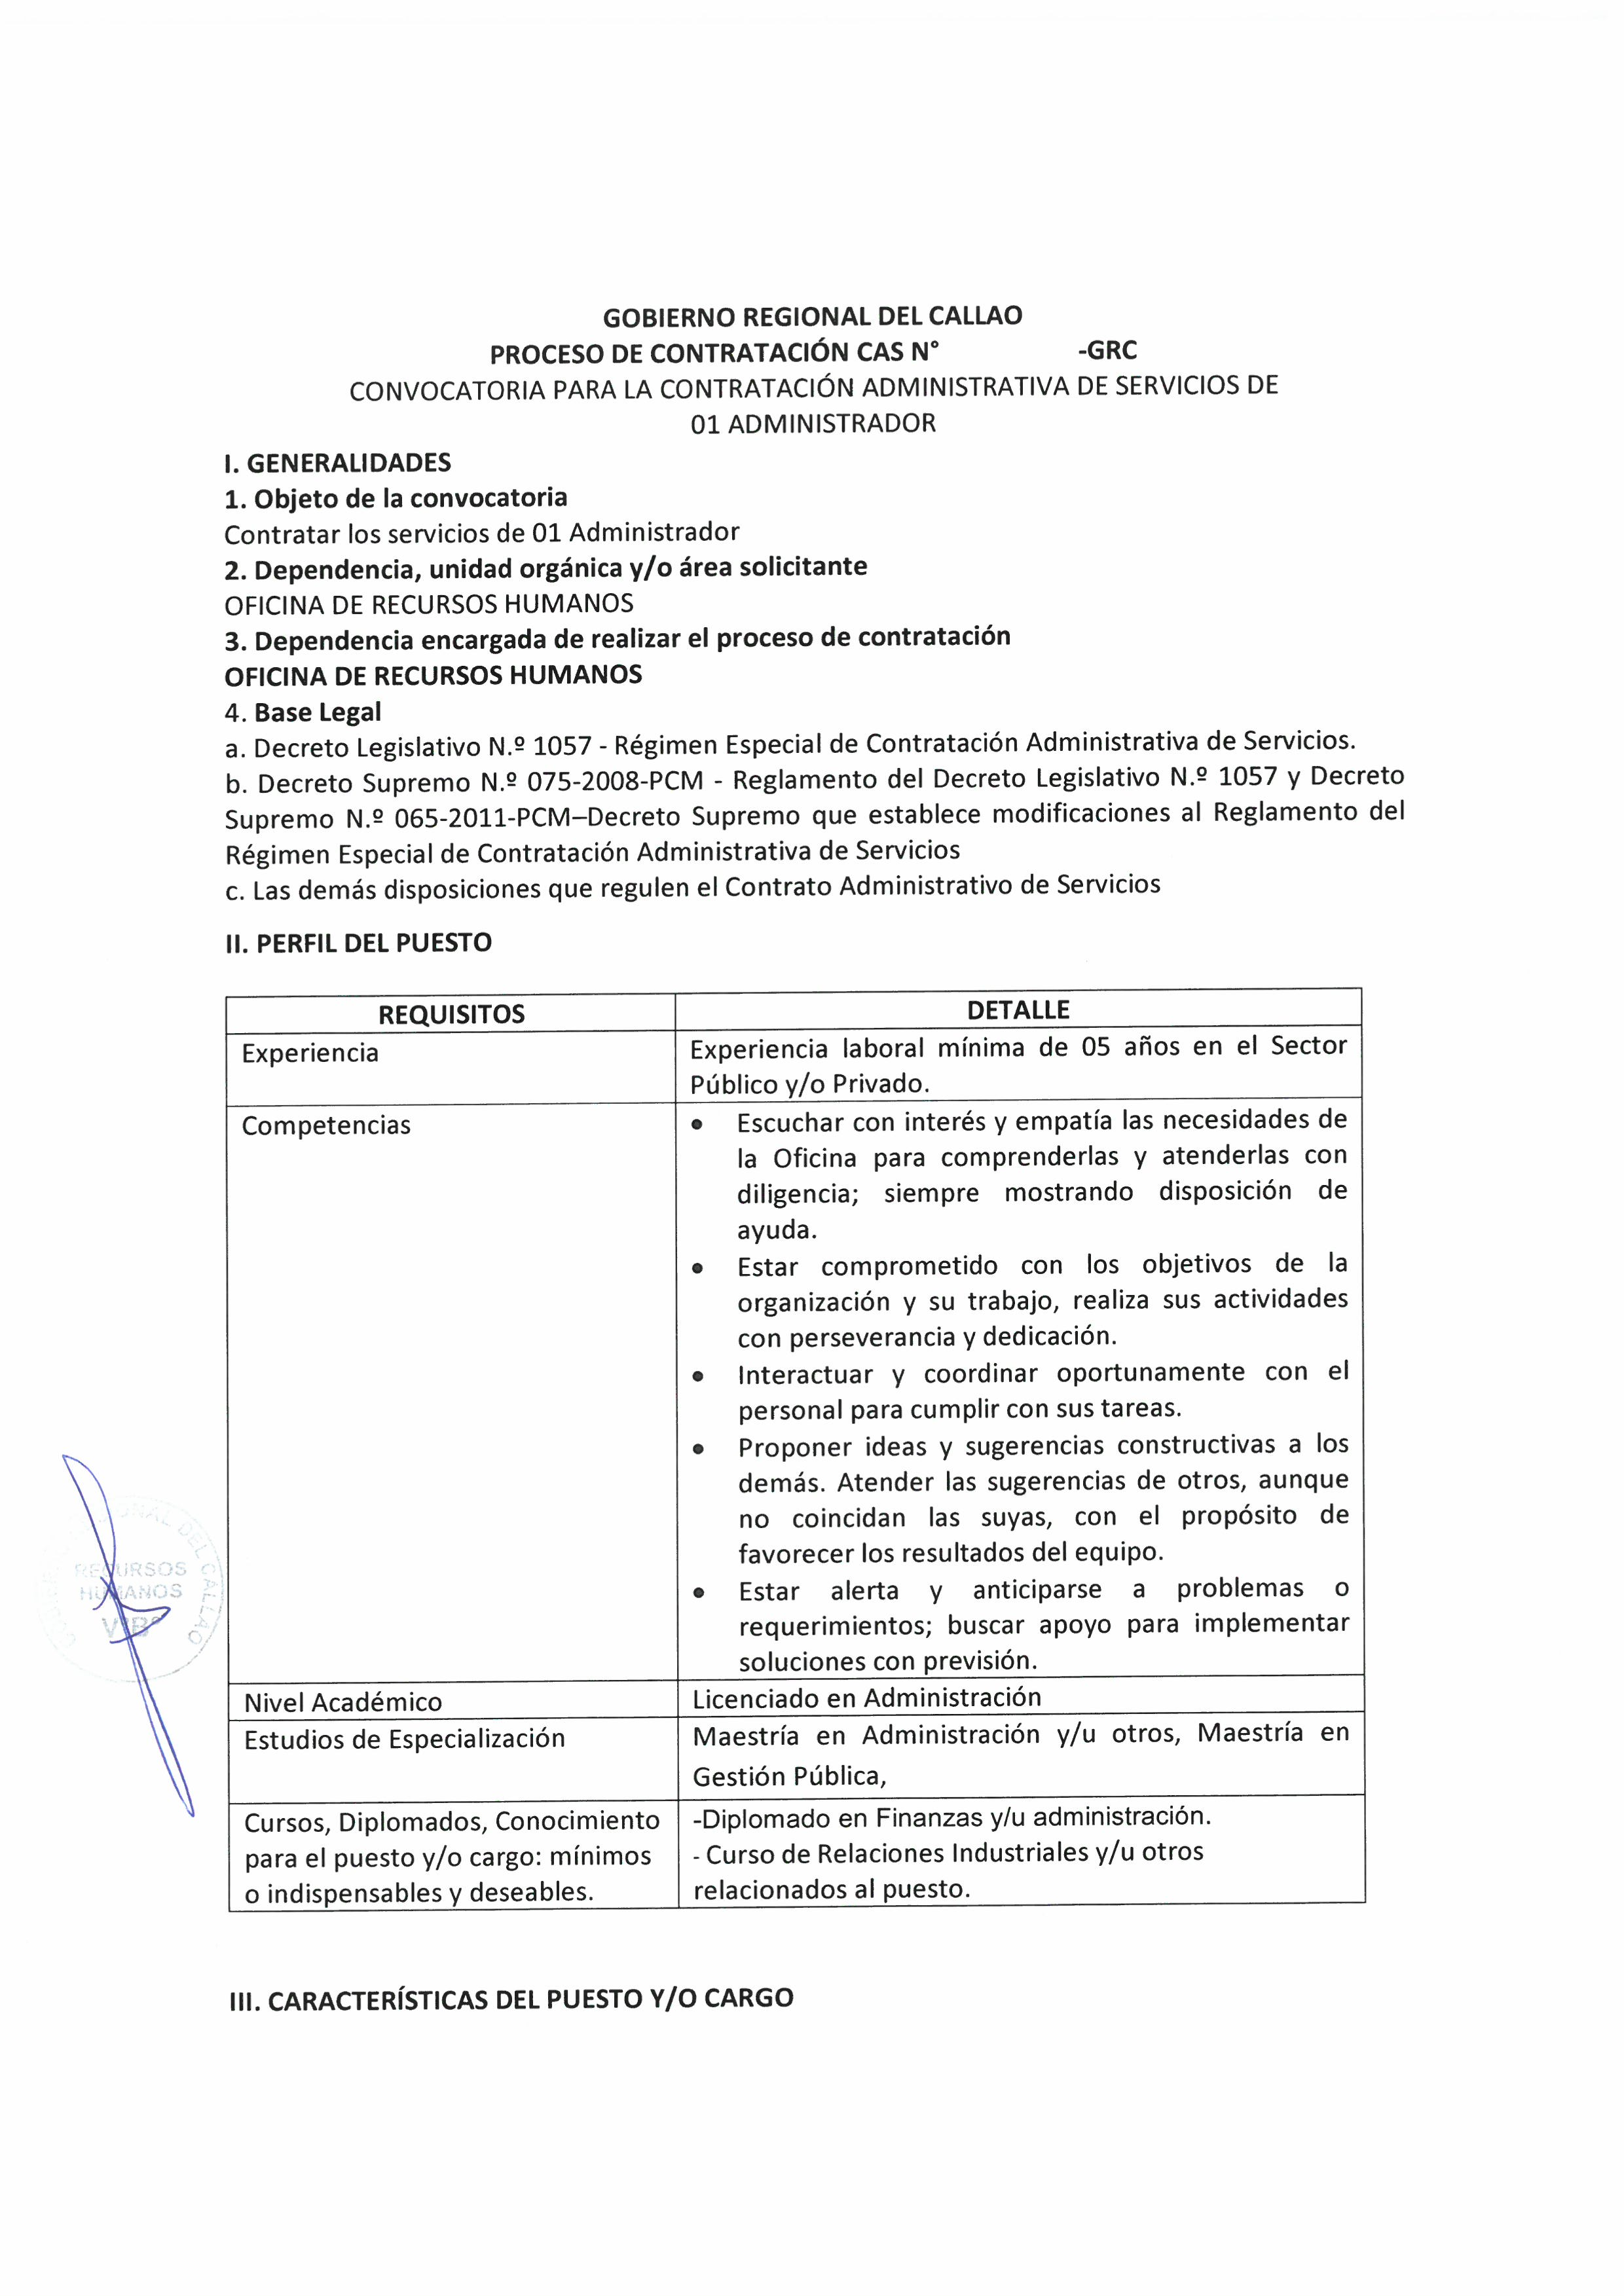 GOBIERNO REGIONAL DEL CALLAO
PROCESO DE CONTRATACIÓN CAS N° -GRC
CONVOCATORIA PARA LA CONTRATACIÓN ADMINISTRATIVA DE SERVICIOS DE
01 ADMINISTRADOR
I. GENERALIDADES
1. Objeto de la convocatoria
Contratar los servicios de 01 Administrador
2. Dependencia, unidad orgánica y/o área solicitante
OFICINA DE RECURSOS HUMANOS
3. Dependencia encargada de realizar el proceso de contratación
OFICINA DE RECURSOS HUMANOS
4. Base Legal
a. Decreto Legislativo N.º 1057 - Régimen Especial de Contratación Administrativa de Servicios.
b. Decreto Supremo N.º 075-2008-PCM - Reglamento del Decreto Legislativo N.º 1057 y Decreto
Supremo N.º 065-2011-PCM–Decreto Supremo que establece modificaciones al Reglamento del
Régimen Especial de Contratación Administrativa de Servicios
c. Las demás disposiciones que regulen el Contrato Administrativo de Servicios
II. PERFIL DEL PUESTO
REQUISITOS
DETALLE
Experiencia
Experiencia laboral mínima de 05 años en el Sector
Público y/o Privado.
Competencias
• Escuchar con interés y empatía las necesidades de
la Oficina para comprenderlas y atenderlas con
diligencia; siempre mostrando disposición de
ayuda.
• Estar comprometido con los objetivos de la
organización y su trabajo, realiza sus actividades
con perseverancia y dedicación.
• Interactuar y coordinar oportunamente con el
personal para cumplir con sus tareas.
• Proponer ideas y sugerencias constructivas a los
demás. Atender las sugerencias de otros, aunque
no coincidan las suyas, con el propósito de
favorecer los resultados del equipo.
• Estar alerta y anticiparse a problemas o
requerimientos; buscar apoyo para implementar
soluciones con previsión.
Nivel Académico
Licenciado en Administración
Estudios de Especialización
Maestría en Administración y/u otros, Maestría en
Gestión Pública,
Cursos, Diplomados, Conocimiento
para el puesto y/o cargo: mínimos
o indispensables y deseables.
-Diplomado en Finanzas y/u administración.
- Curso de Relaciones Industriales y/u otros
relacionados al puesto.
DEL CALLAO
RECURSOS
HUMANOS
III. CARACTERÍSTICAS DEL PUESTO Y/O CARGO